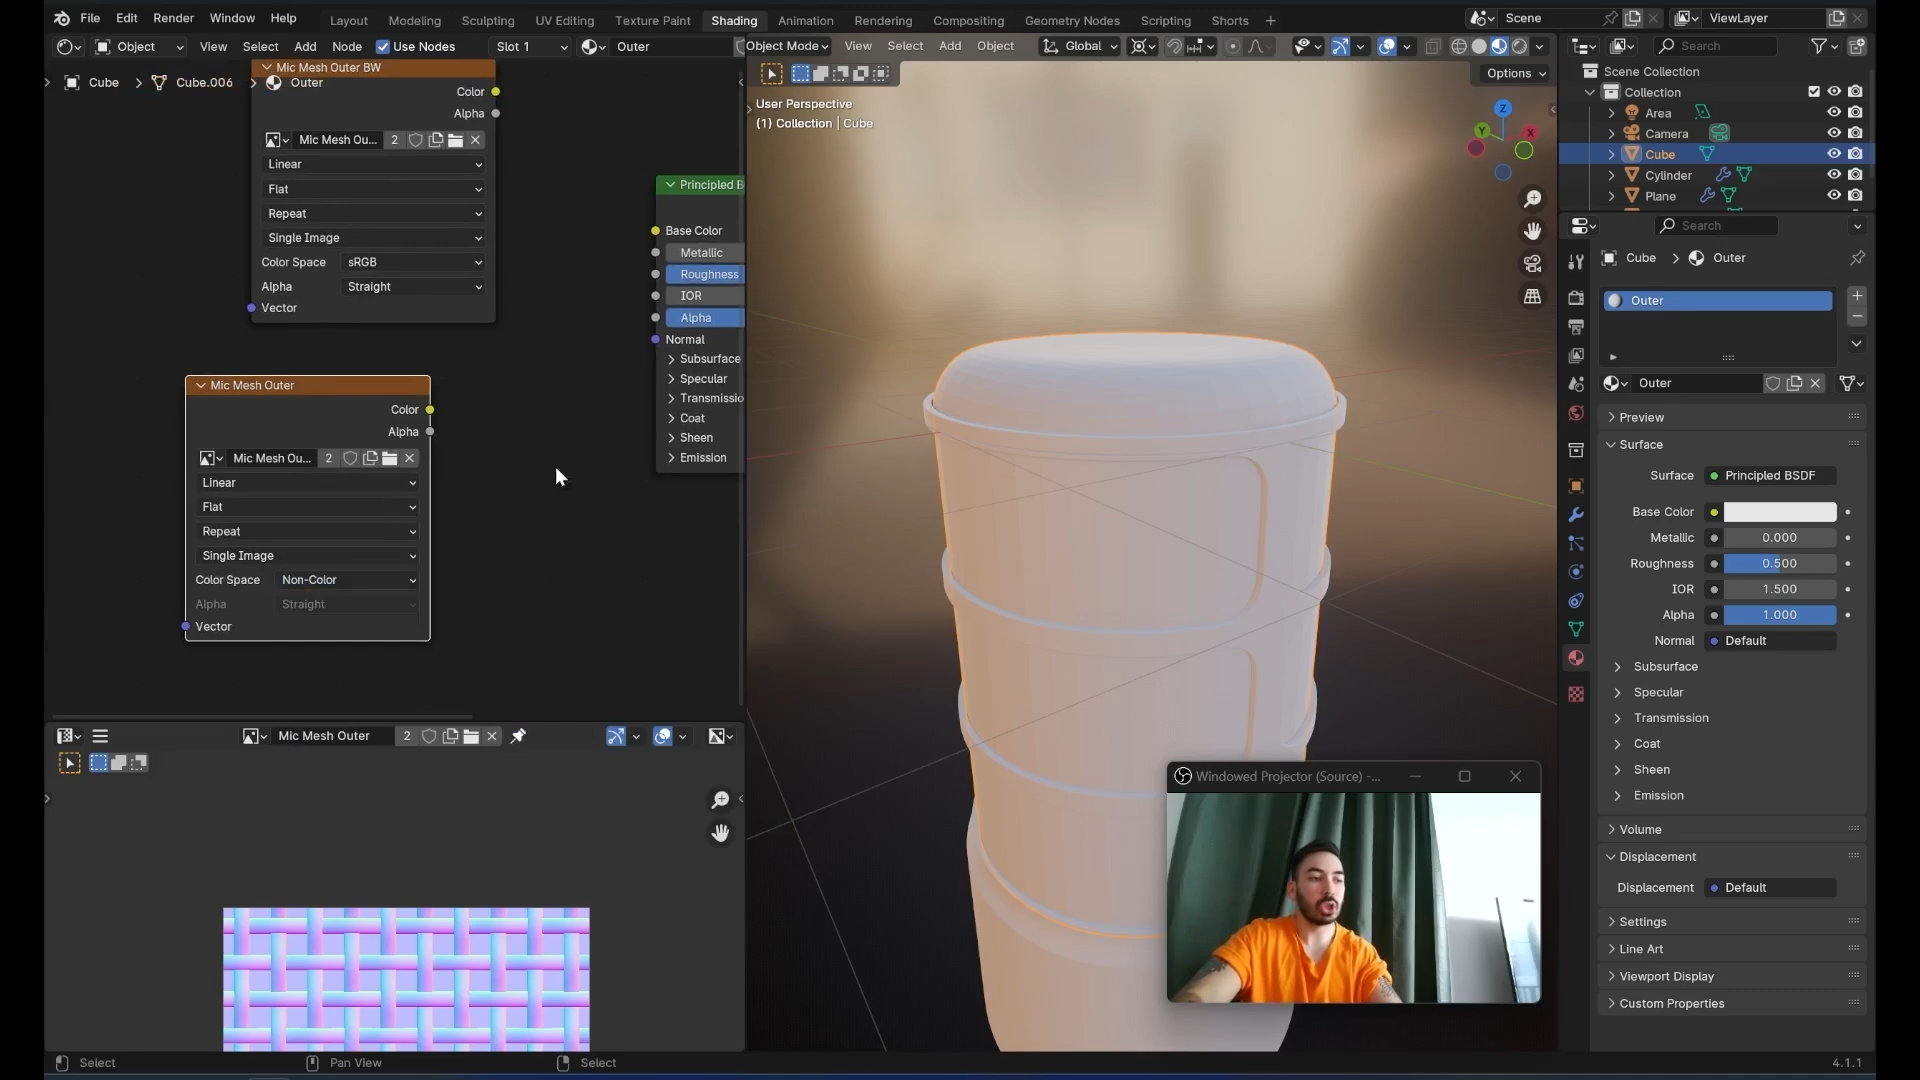 File Edit Render Window Help
Layout Modeling Sculpting UV Editing Texture Paint Shading Animation Rendering Compositing Geometry Nodes Scripting Shorts +
Scene
ViewLayer
Object View Select Add Node Use Nodes Slot 1 Outer
Object Mode View Select Add Object Global
Search
Options
Cube > Cube.006 > Outer
Mic Mesh Outer BW
Color
Alpha
Mic Mesh Ou... 2
Linear
Flat
Repeat
Single Image
Color Space sRGB
Alpha Straight
Vector
Mic Mesh Outer
Color
Alpha
Mic Mesh Ou... 2
Linear
Flat
Repeat
Single Image
Color Space Non-Color
Alpha Straight
Vector
Principled B
Base Color
Metallic
Roughness
IOR
Alpha
Normal
Subsurface
Specular
Transmissio
Coat
Sheen
Emission
User Perspective
(1) Collection | Cube
Z
Y
X
Scene Collection
Collection
Area
Camera
Cube
Cylinder
Plane
Search
Cube > Outer
Outer
Outer
Preview
Surface
Surface Principled BSDF
Base Color
Metallic 0.000
Roughness 0.500
IOR 1.500
Alpha 1.000
Normal Default
Subsurface
Specular
Transmission
Coat
Sheen
Emission
Volume
Displacement
Displacement Default
Settings
Line Art
Viewport Display
Custom Properties
Mic Mesh Outer 2
Windowed Projector (Source) -...
Select Pan View Select
4.1.1